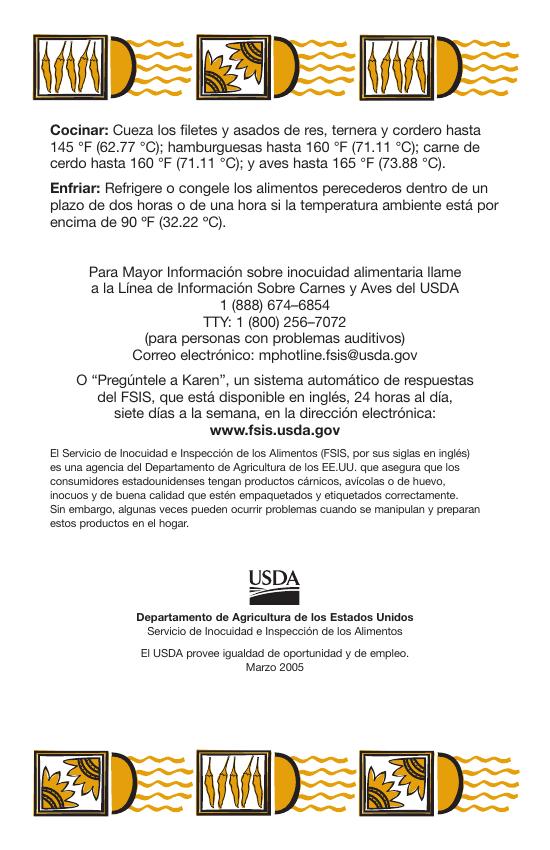 Cocinar: Cueza los filetes y asados de res, ternera y cordero hasta
145 °F (62.77 °C); hamburguesas hasta 160 °F (71.11 °C); carne de
cerdo hasta 160 °F (71.11 °C); y aves hasta 165 °F (73.88 °C).
Enfriar: Refrigere o congele los alimentos perecederos dentro de un
plazo de dos horas o de una hora si la temperatura ambiente está por
encima de 90 ºF (32.22 ºC).
Para Mayor Información sobre inocuidad alimentaria llame
a la Línea de Información Sobre Carnes y Aves del USDA
1 (888) 674–6854
TTY: 1 (800) 256–7072
(para personas con problemas auditivos)
Correo electrónico: mphotline.fsis@usda.gov
O “Pregúntele a Karen”, un sistema automático de respuestas
del FSIS, que está disponible en inglés, 24 horas al día,
siete días a la semana, en la dirección electrónica:
www.fsis.usda.gov
El Servicio de Inocuidad e Inspección de los Alimentos (FSIS, por sus siglas en inglés)
es una agencia del Departamento de Agricultura de los EE.UU. que asegura que los
consumidores estadounidenses tengan productos cárnicos, avícolas o de huevo,
inocuos y de buena calidad que estén empaquetados y etiquetados correctamente.
Sin embargo, algunas veces pueden ocurrir problemas cuando se manipulan y preparan
estos productos en el hogar.
USDA
Departamento de Agricultura de los Estados Unidos
Servicio de Inocuidad e Inspección de los Alimentos
El USDA provee igualdad de oportunidad y de empleo.
Marzo 2005